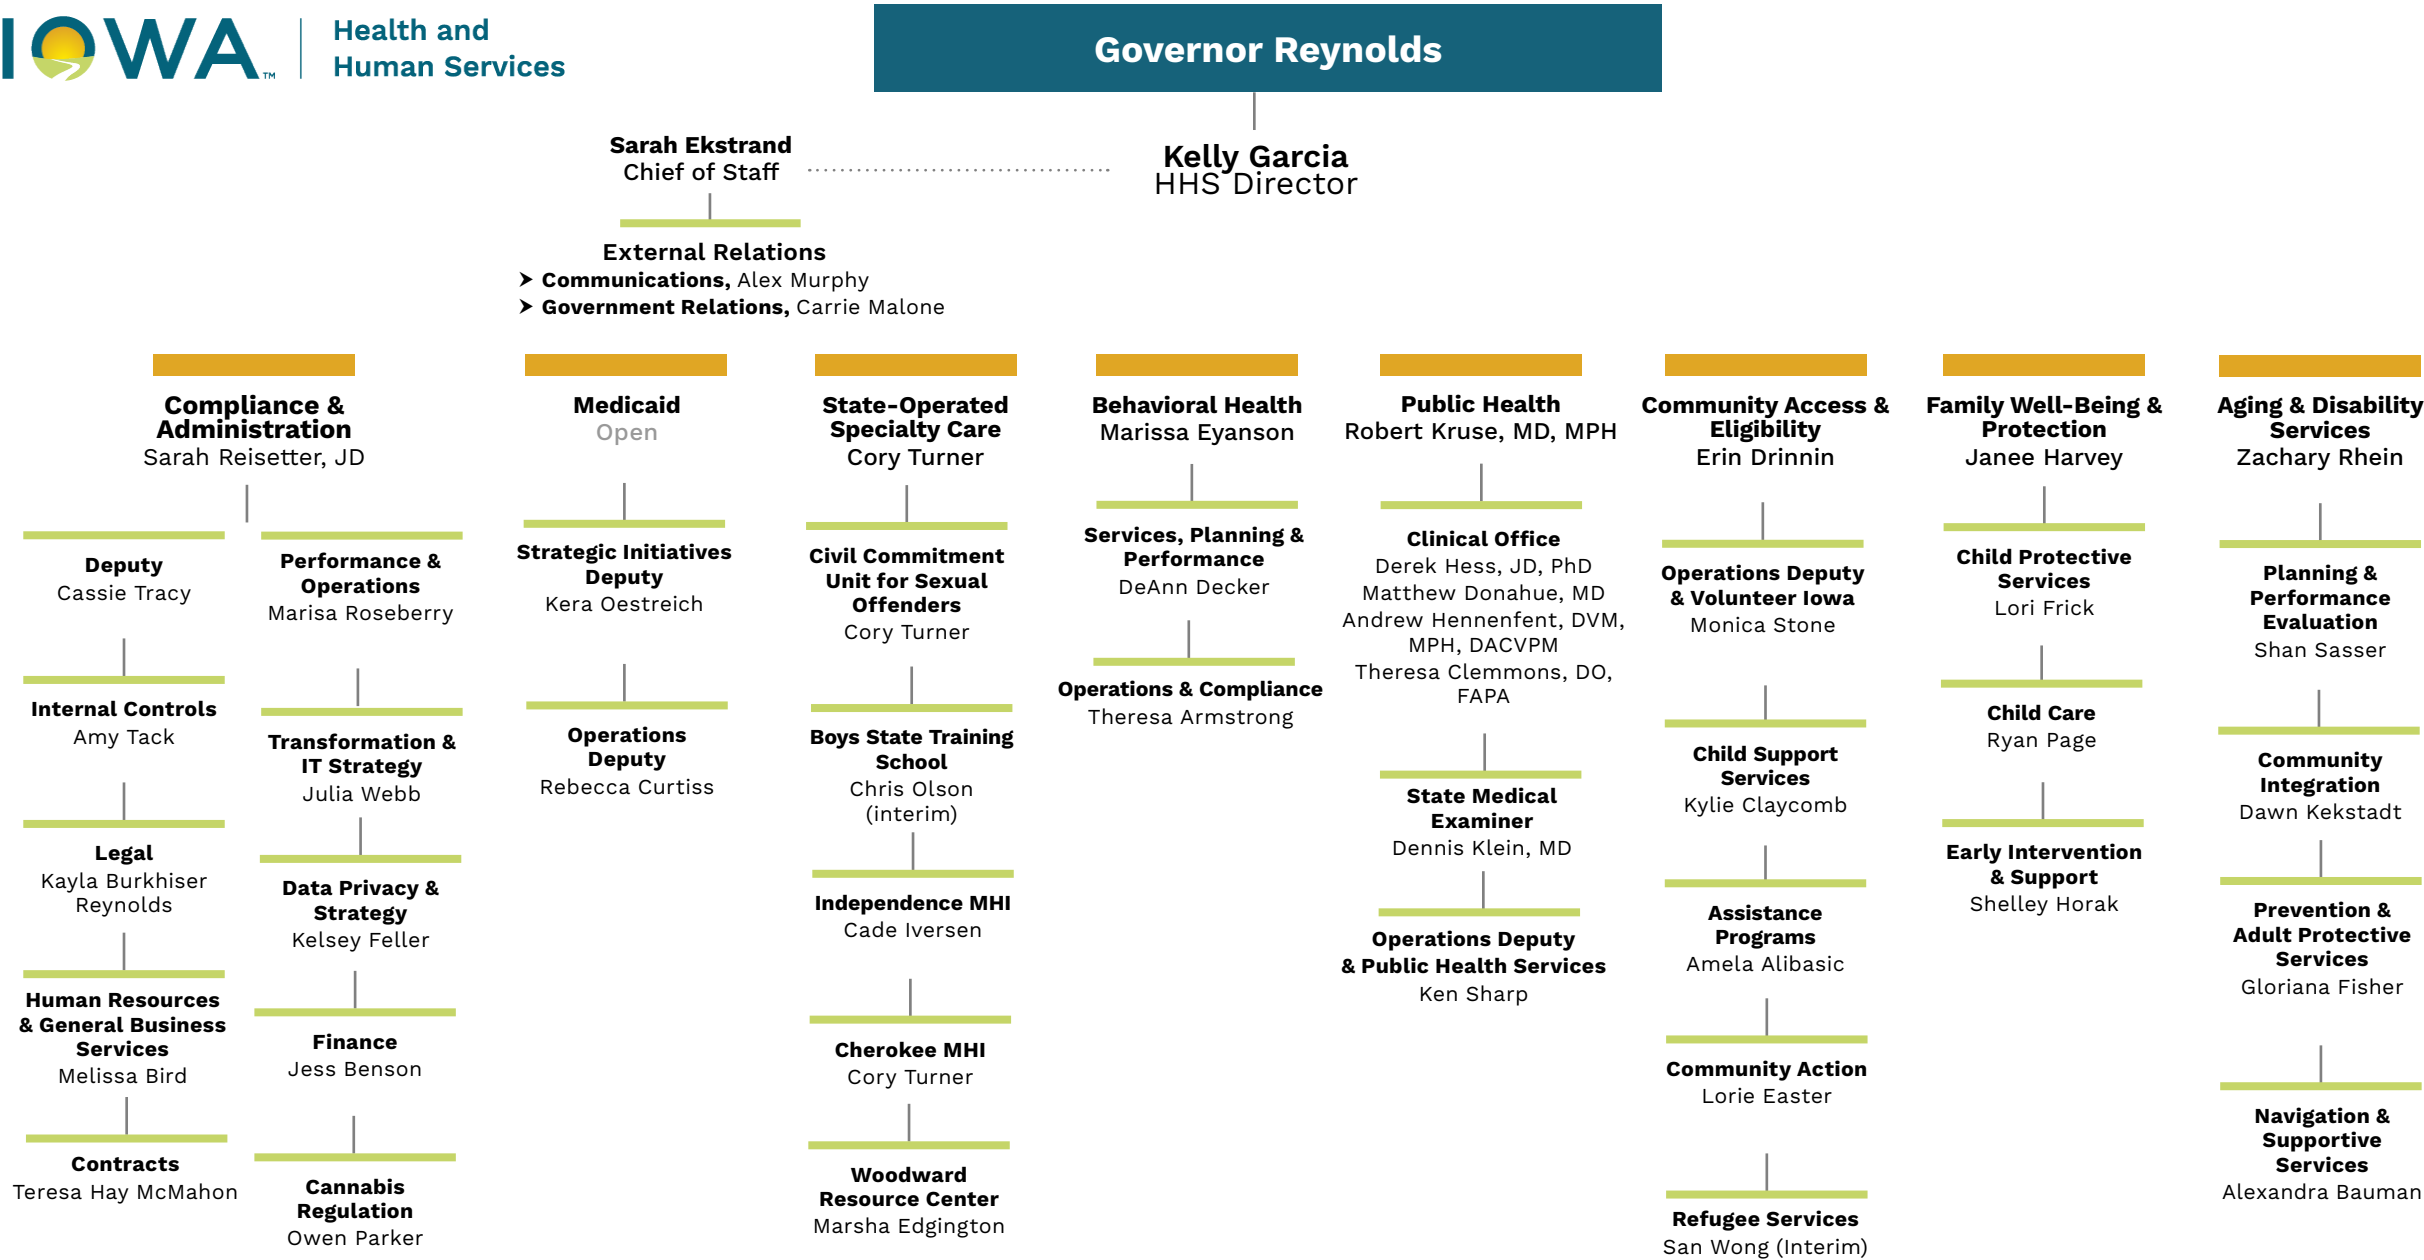 IOWA™
Health and
Human Services
Governor Reynolds
Kelly Garcia
HHS Director
Sarah Ekstrand
Chief of Staff
External Relations
➤ Communications, Alex Murphy
➤ Government Relations, Carrie Malone
Compliance &
Administration
Sarah Reisetter, JD
Deputy
Cassie Tracy
Internal Controls
Amy Tack
Legal
Kayla Burkhiser
Reynolds
Human Resources
& General Business
Services
Melissa Bird
Contracts
Teresa Hay McMahon
Performance &
Operations
Marisa Roseberry
Transformation &
IT Strategy
Julia Webb
Data Privacy &
Strategy
Kelsey Feller
Finance
Jess Benson
Cannabis
Regulation
Owen Parker
Medicaid
Open
Strategic Initiatives
Deputy
Kera Oestreich
Operations
Deputy
Rebecca Curtiss
State-Operated
Specialty Care
Cory Turner
Civil Commitment
Unit for Sexual
Offenders
Cory Turner
Boys State Training
School
Chris Olson
(interim)
Independence MHI
Cade Iversen
Cherokee MHI
Cory Turner
Woodward
Resource Center
Marsha Edgington
Behavioral Health
Marissa Eyanson
Services, Planning &
Performance
DeAnn Decker
Operations & Compliance
Theresa Armstrong
Public Health
Robert Kruse, MD, MPH
Clinical Office
Derek Hess, JD, PhD
Matthew Donahue, MD
Andrew Hennenfent, DVM,
MPH, DACVPM
Theresa Clemmons, DO,
FAPA
State Medical
Examiner
Dennis Klein, MD
Operations Deputy
& Public Health Services
Ken Sharp
Community Access &
Eligibility
Erin Drinnin
Operations Deputy
& Volunteer Iowa
Monica Stone
Child Support
Services
Kylie Claycomb
Assistance
Programs
Amela Alibasic
Community Action
Lorie Easter
Refugee Services
San Wong (Interim)
Family Well-Being &
Protection
Janee Harvey
Child Protective
Services
Lori Frick
Child Care
Ryan Page
Early Intervention
& Support
Shelley Horak
Aging & Disability
Services
Zachary Rhein
Planning &
Performance
Evaluation
Shan Sasser
Community
Integration
Dawn Kekstadt
Prevention &
Adult Protective
Services
Gloriana Fisher
Navigation &
Supportive
Services
Alexandra Bauman